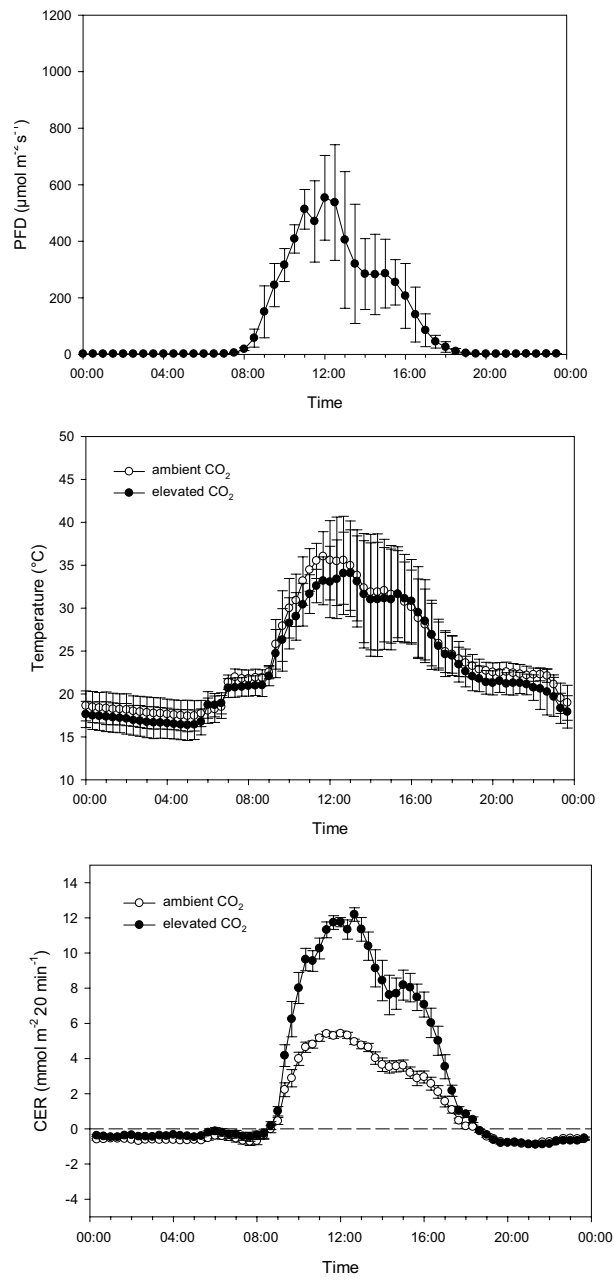 1200
1000
800
600
400
200
0
PFD (µmol m⁻² s⁻¹)
00:00 04:00 08:00 12:00 16:00 20:00 00:00
Time
50
45
40
35
30
25
20
15
10
Temperature (°C)
ambient CO₂
elevated CO₂
00:00 04:00 08:00 12:00 16:00 20:00 00:00
Time
14
12
10
8
6
4
2
0
-2
-4
CER (mmol m⁻² 20 min⁻¹)
ambient CO₂
elevated CO₂
00:00 04:00 08:00 12:00 16:00 20:00 00:00
Time